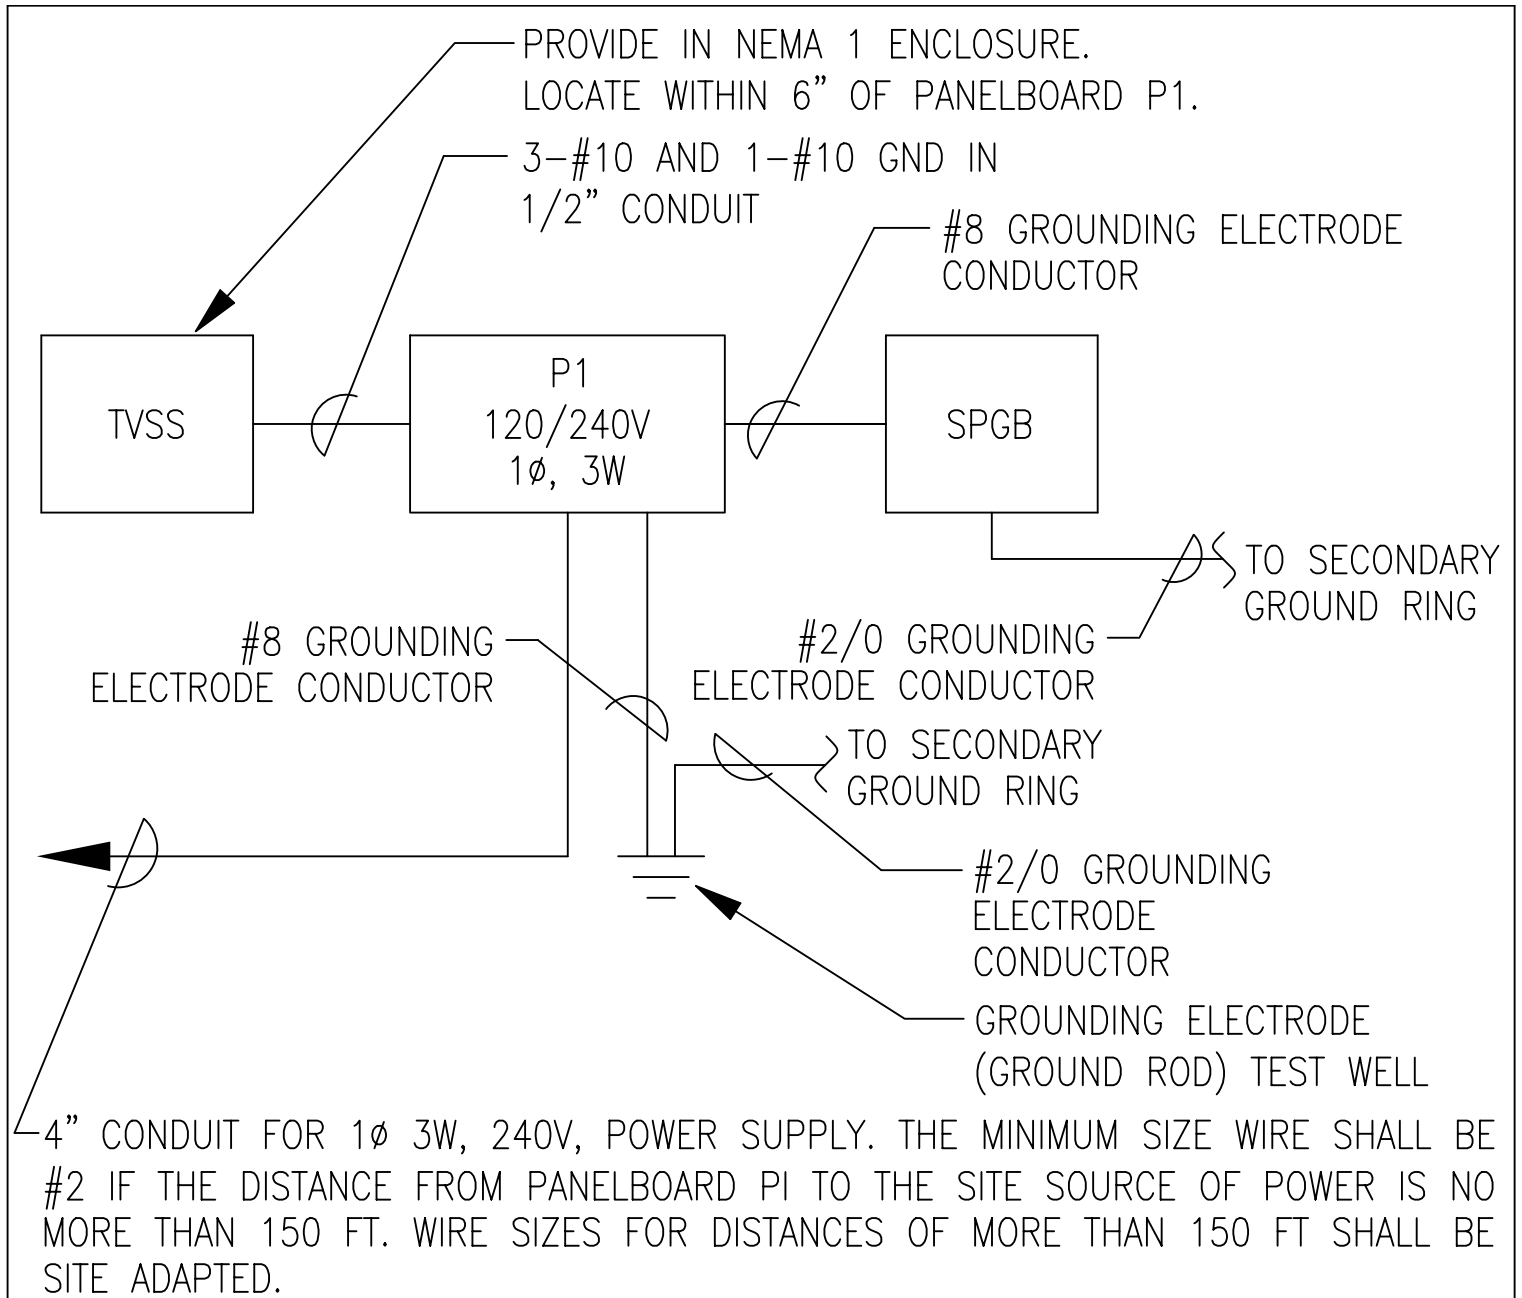 PROVIDE IN NEMA 1 ENCLOSURE.
LOCATE WITHIN 6” OF PANELBOARD P1.
3-#10 AND 1-#10 GND IN
1/2” CONDUIT
#8 GROUNDING ELECTRODE
CONDUCTOR
TVSS
P1
120/240V
1ø, 3W
SPGB
TO SECONDARY
GROUND RING
#8 GROUNDING
ELECTRODE CONDUCTOR
#2/0 GROUNDING
ELECTRODE CONDUCTOR
TO SECONDARY
GROUND RING
#2/0 GROUNDING
ELECTRODE
CONDUCTOR
GROUNDING ELECTRODE
(GROUND ROD) TEST WELL
4” CONDUIT FOR 1ø 3W, 240V, POWER SUPPLY. THE MINIMUM SIZE WIRE SHALL BE
#2 IF THE DISTANCE FROM PANELBOARD PI TO THE SITE SOURCE OF POWER IS NO
MORE THAN 150 FT. WIRE SIZES FOR DISTANCES OF MORE THAN 150 FT SHALL BE
SITE ADAPTED.